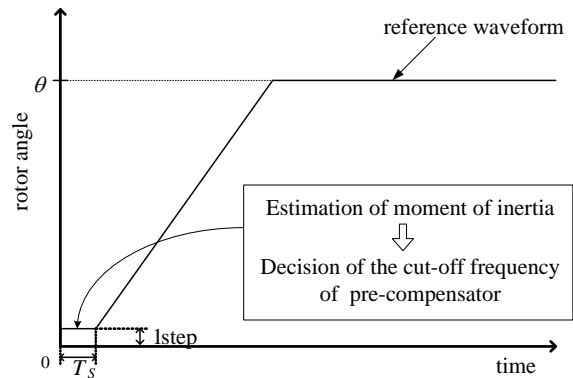 reference waveform
θ
rotor angle
Estimation of moment of inertia
Decision of the cut-off frequency
of pre-compensator
1step
0
T_S
time